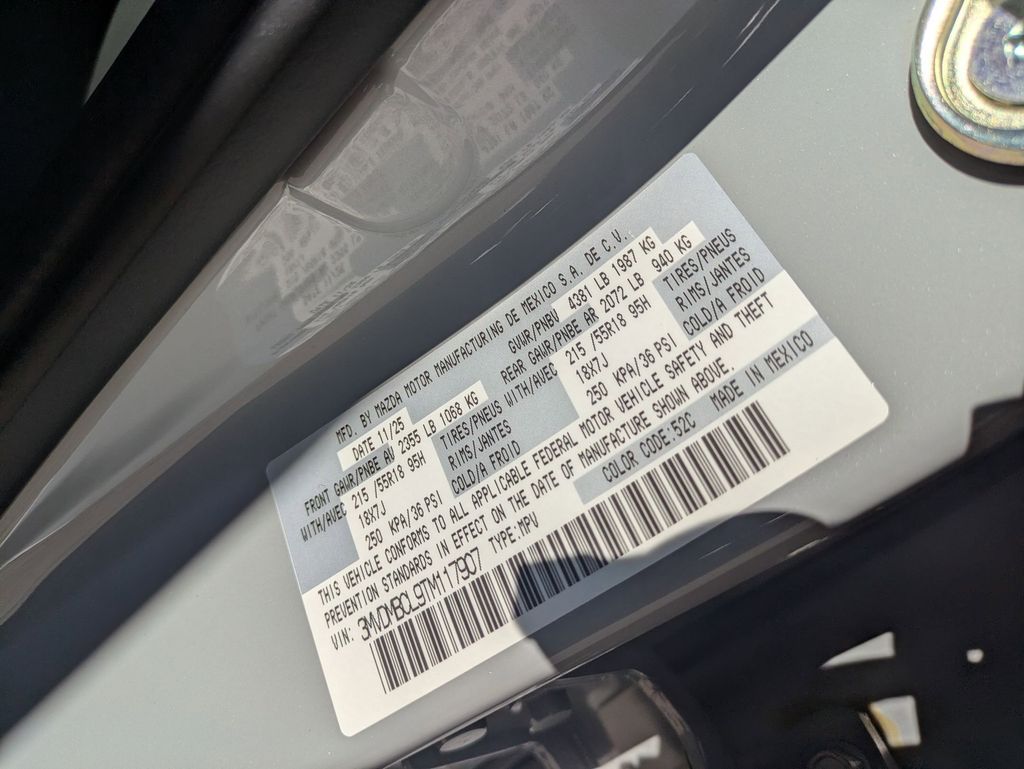 MFD. BY MAZDA MOTOR MANUFACTURING DE MEXICO S.A. DE C.V.
DATE 11/25 GVWR/PNBV 4381 LB 1987 KG
FRONT GAWR/PNBE AV 2355 LB 1068 KG REAR GAWR/PNBE AR 2072 LB 940 KG
WITH/AVEC 215 /55R18 95H TIRES/PNEUS WITH/AVEC 215 /55R18 95H TIRES/PNEUS
18X7J RIMS/JANTES 18X7J RIMS/JANTES
250 KPA/36 PSI COLD/A FROID 250 KPA/36 PSI COLD/A FROID
THIS VEHICLE CONFORMS TO ALL APPLICABLE FEDERAL MOTOR VEHICLE SAFETY AND THEFT
PREVENTION STANDARDS IN EFFECT ON THE DATE OF MANUFACTURE SHOWN ABOVE.
VIN: 3MVDMBCL9TM117907 TYPE:MPV COLOR CODE:52C MADE IN MEXICO